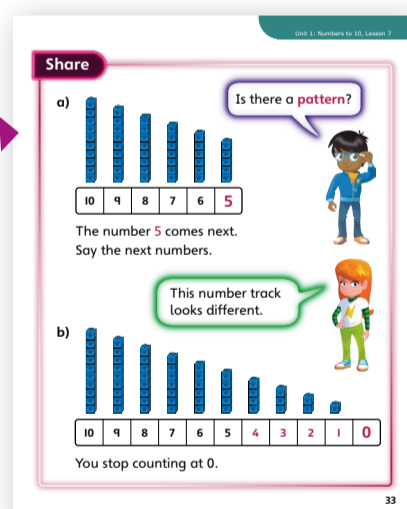 Unit 1: Numbers to 10, Lesson 7
Share
a)
Is there a pattern?
10 9 8 7 6 5
The number 5 comes next.
Say the next numbers.
This number track
looks different.
b)
10 9 8 7 6 5 4 3 2 1 0
You stop counting at 0.
33